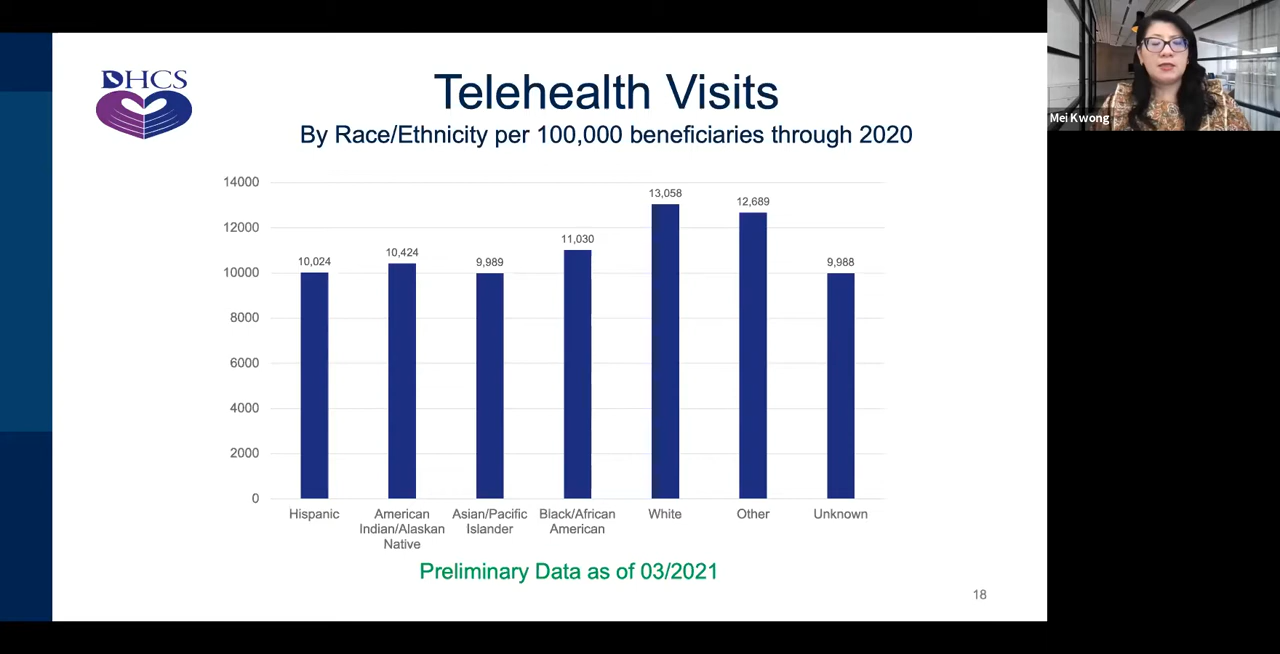 DHCS
Telehealth Visits
By Race/Ethnicity per 100,000 beneficiaries through 2020
Mei Kwong
14000
12000
10000
8000
6000
4000
2000
0
10,024
10,424
9,989
11,030
13,058
12,689
9,988
Hispanic
American
Indian/Alaskan
Native
Asian/Pacific
Islander
Black/African
American
White
Other
Unknown
Preliminary Data as of 03/2021
18